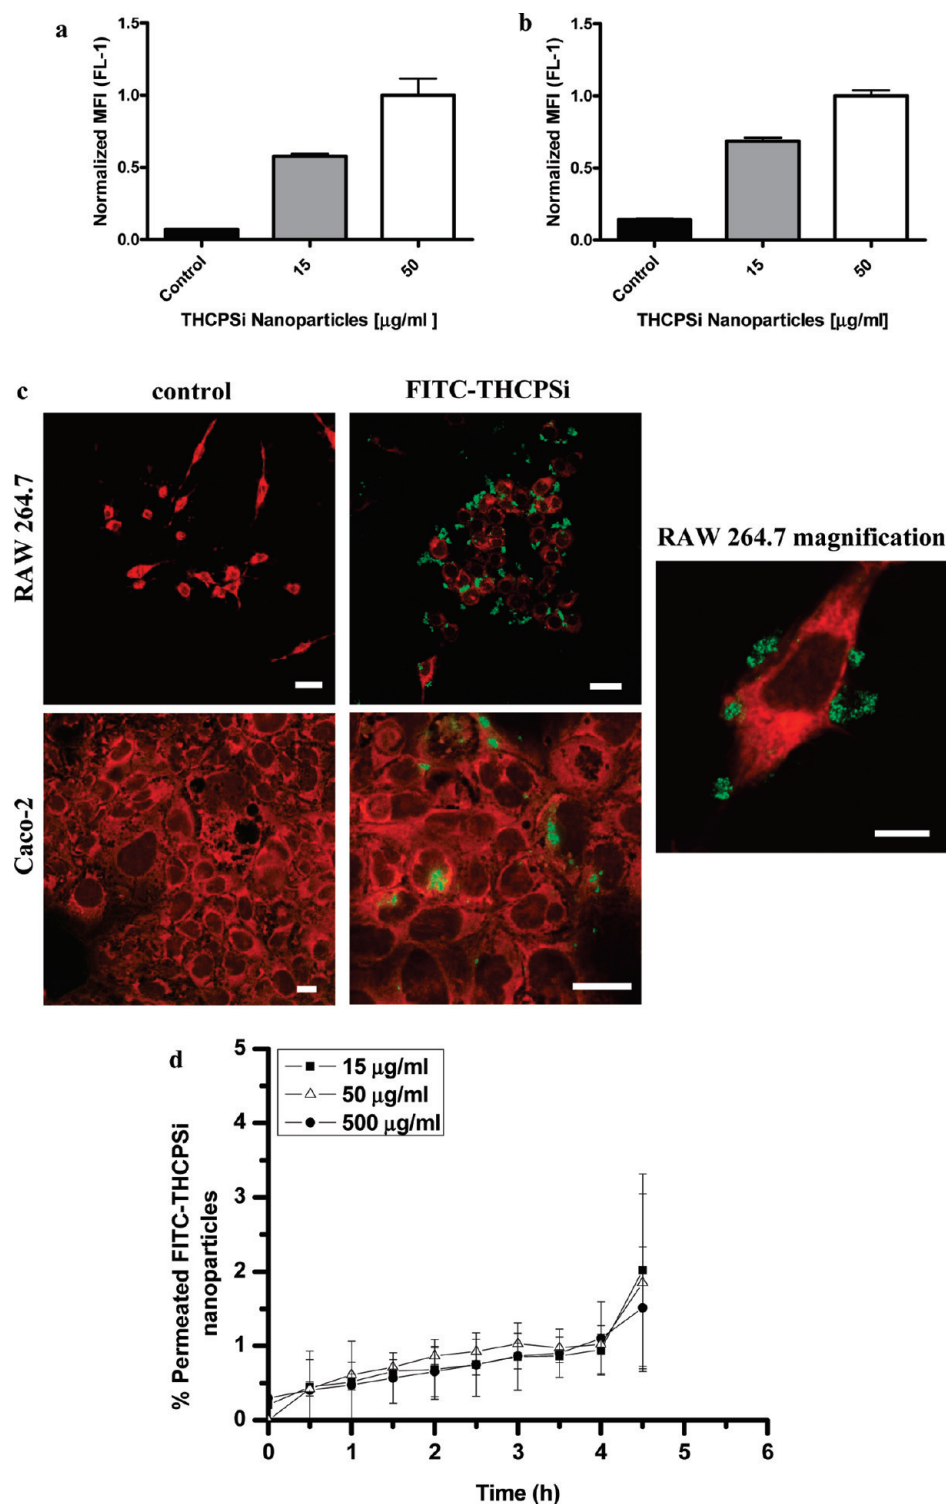 a
Normalized MFI (FL-1)
1.5
1.0
0.5
0.0
Control
15
50
THCPSi Nanoparticles [μg/ml ]
b
Normalized MFI (FL-1)
1.5
1.0
0.5
0.0
Control
15
50
THCPSi Nanoparticles [μg/ml]
c
control
FITC-THCPSi
RAW 264.7
RAW 264.7 magnification
Caco-2
d
% Permeated FITC-THCPSi
nanoparticles
5
4
3
2
1
0
15 μg/ml
50 μg/ml
500 μg/ml
0
1
2
3
4
5
6
Time (h)